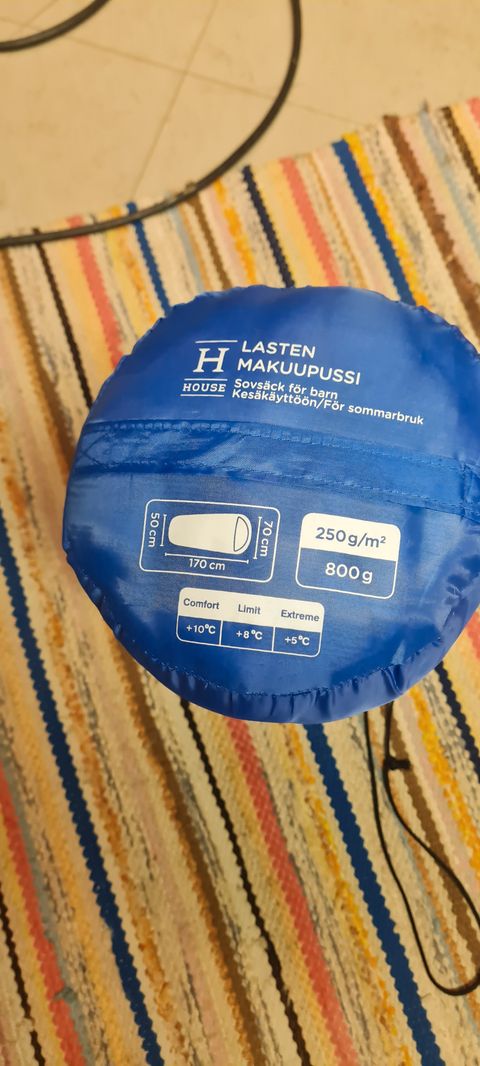 H
HOUSE
LASTEN
MAKUUPUSSI
Sovsäck för barn
Kesäkäyttöön/För sommarbruk
50 cm
70 cm
170 cm
250g/m²
800g
Comfort Limit Extreme
+10°C +8°C +5°C